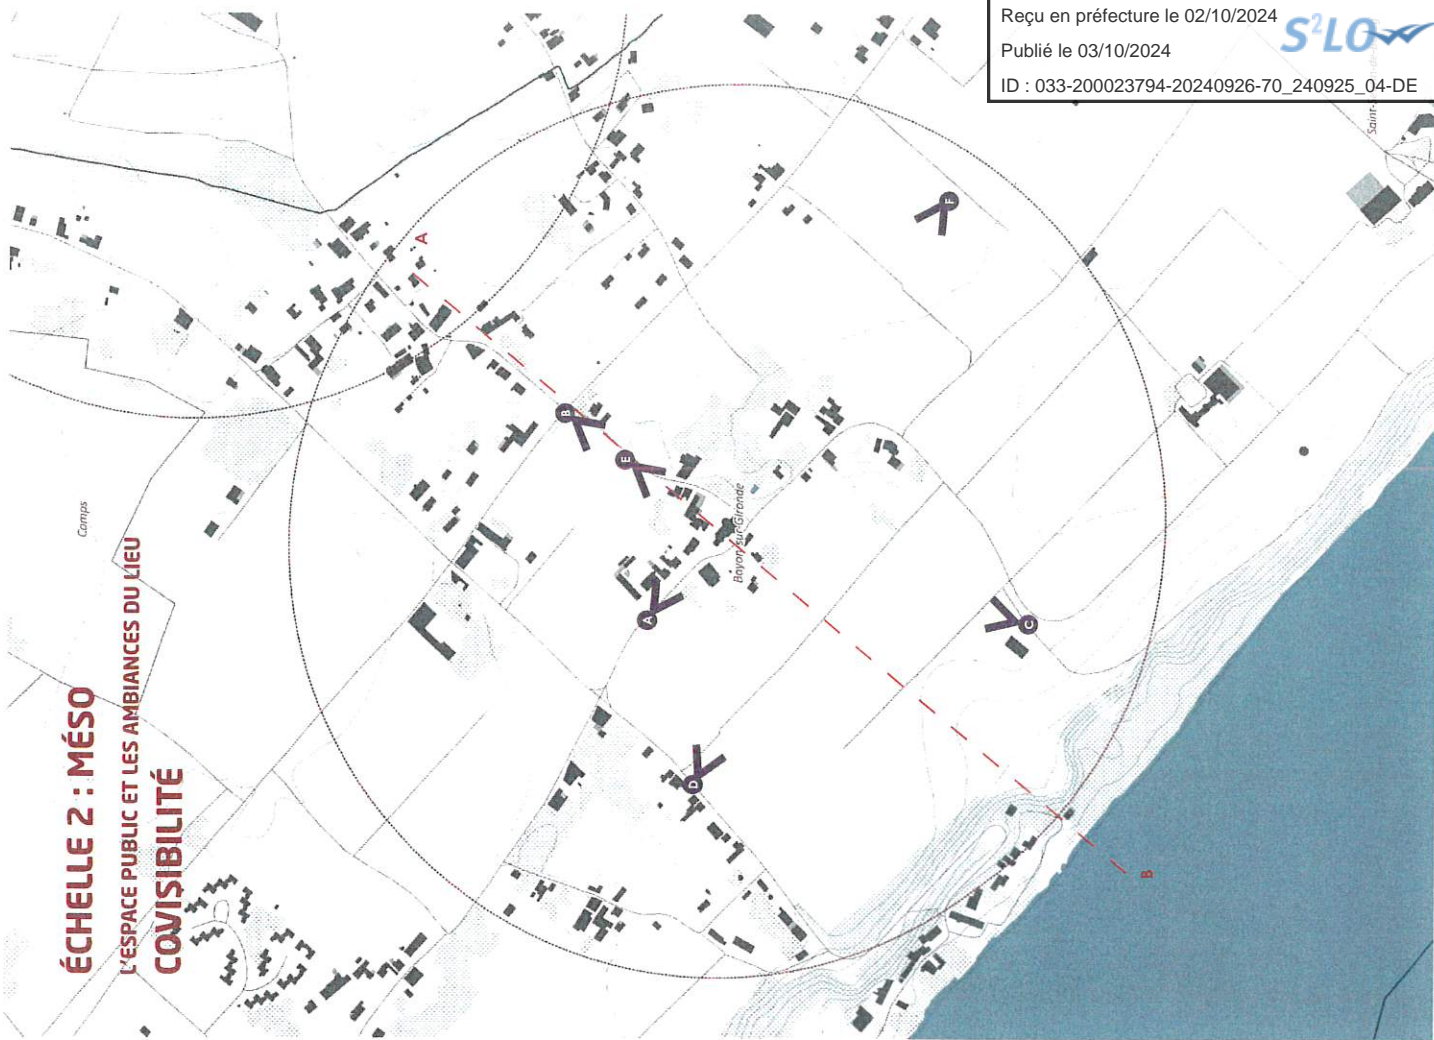 Reçu en préfecture le 02/10/2024
S²LO
Publié le 03/10/2024
ID : 033-200023794-20240926-70_240925_04-DE
ÉCHELLE 2 : MÉSO
L'ESPACE PUBLIC ET LES AMBIANCES DU LIEU
COVISIBILITÉ
Camps
A
B
E
A
D
C
F
B
Bayon-sur-Gironde